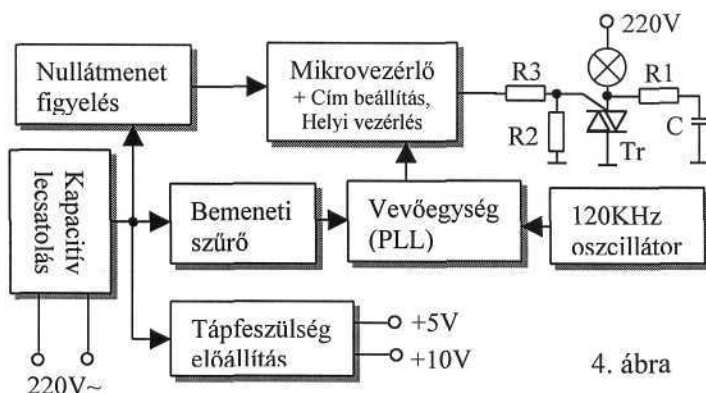 220V
Nullátmenet
figyelés
Mikrovezérlő
+ Cím beállítás,
Helyi vezérlés
R3
R1
R2
C
Tr
Kapacitív
lecsatolás
Bemeneti
szűrő
Vevőegység
(PLL)
120KHz
oszcillátor
Tápfeszülség
előállítás
+5V
+10V
220V~
4. ábra